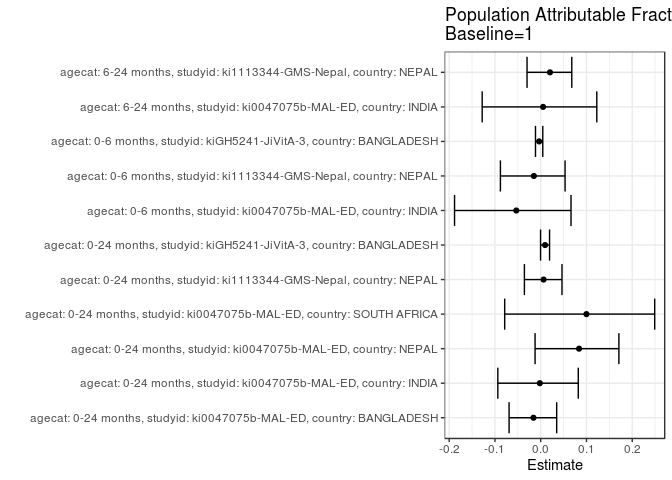 Population Attributable Fract
Baseline=1
agecat: 6-24 months, studyid: ki1113344-GMS-Nepal, country: NEPAL
agecat: 6-24 months, studyid: ki0047075b-MAL-ED, country: INDIA
agecat: 0-6 months, studyid: kiGH5241-JiVitA-3, country: BANGLADESH
agecat: 0-6 months, studyid: ki1113344-GMS-Nepal, country: NEPAL
agecat: 0-6 months, studyid: ki0047075b-MAL-ED, country: INDIA
agecat: 0-24 months, studyid: kiGH5241-JiVitA-3, country: BANGLADESH
agecat: 0-24 months, studyid: ki1113344-GMS-Nepal, country: NEPAL
agecat: 0-24 months, studyid: ki0047075b-MAL-ED, country: SOUTH AFRICA
agecat: 0-24 months, studyid: ki0047075b-MAL-ED, country: NEPAL
agecat: 0-24 months, studyid: ki0047075b-MAL-ED, country: INDIA
agecat: 0-24 months, studyid: ki0047075b-MAL-ED, country: BANGLADESH
-0.2 -0.1 0.0 0.1 0.2
Estimate